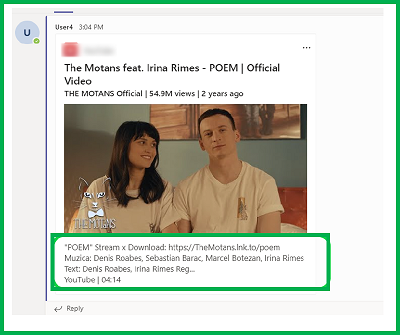 U
User4 3:04 PM
The Motans feat. Irina Rimes - POEM | Official
Video
THE MOTANS Official | 54.9M views | 2 years ago
THE MOTANS
"POEM" Stream x Download: https://TheMotans.lnk.to/poem
Muzica: Denis Roabes, Sebastian Barac, Marcel Botezan, Irina Rimes
Text: Denis Roabes, Irina Rimes Reg...
YouTube | 04:14
Reply